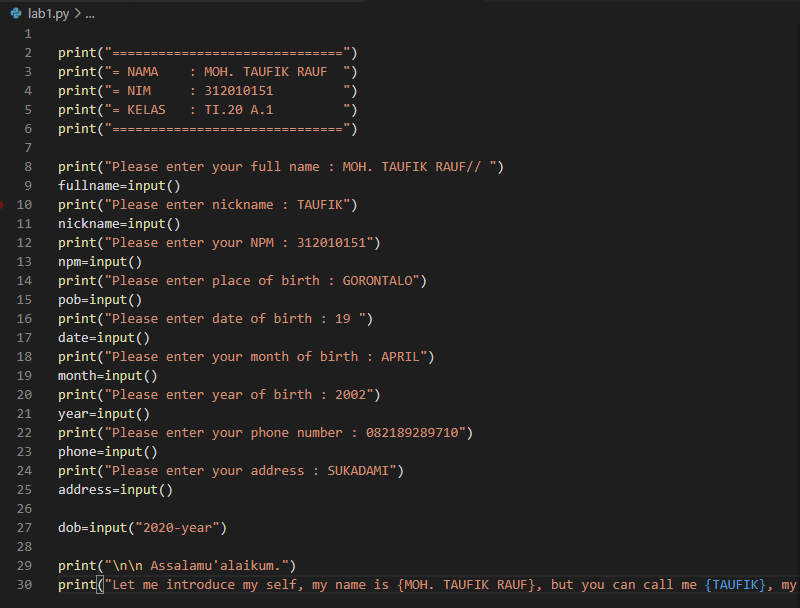 lab1.py > ...
1
2 print("==============================")
3 print("= NAMA    : MOH. TAUFIK RAUF  ")
4 print("= NIM     : 312010151         ")
5 print("= KELAS   : TI.20 A.1         ")
6 print("==============================")
7
8 print("Please enter your full name : MOH. TAUFIK RAUF// ")
9 fullname=input()
10 print("Please enter nickname : TAUFIK")
11 nickname=input()
12 print("Please enter your NPM : 312010151")
13 npm=input()
14 print("Please enter place of birth : GORONTALO")
15 pob=input()
16 print("Please enter date of birth : 19 ")
17 date=input()
18 print("Please enter your month of birth : APRIL")
19 month=input()
20 print("Please enter year of birth : 2002")
21 year=input()
22 print("Please enter your phone number : 082189289710")
23 phone=input()
24 print("Please enter your address : SUKADAMI")
25 address=input()
26
27 dob=input("2020-year")
28
29 print("\n\n Assalamu'alaikum.")
30 print("Let me introduce my self, my name is {MOH. TAUFIK RAUF}, but you can call me {TAUFIK}, my